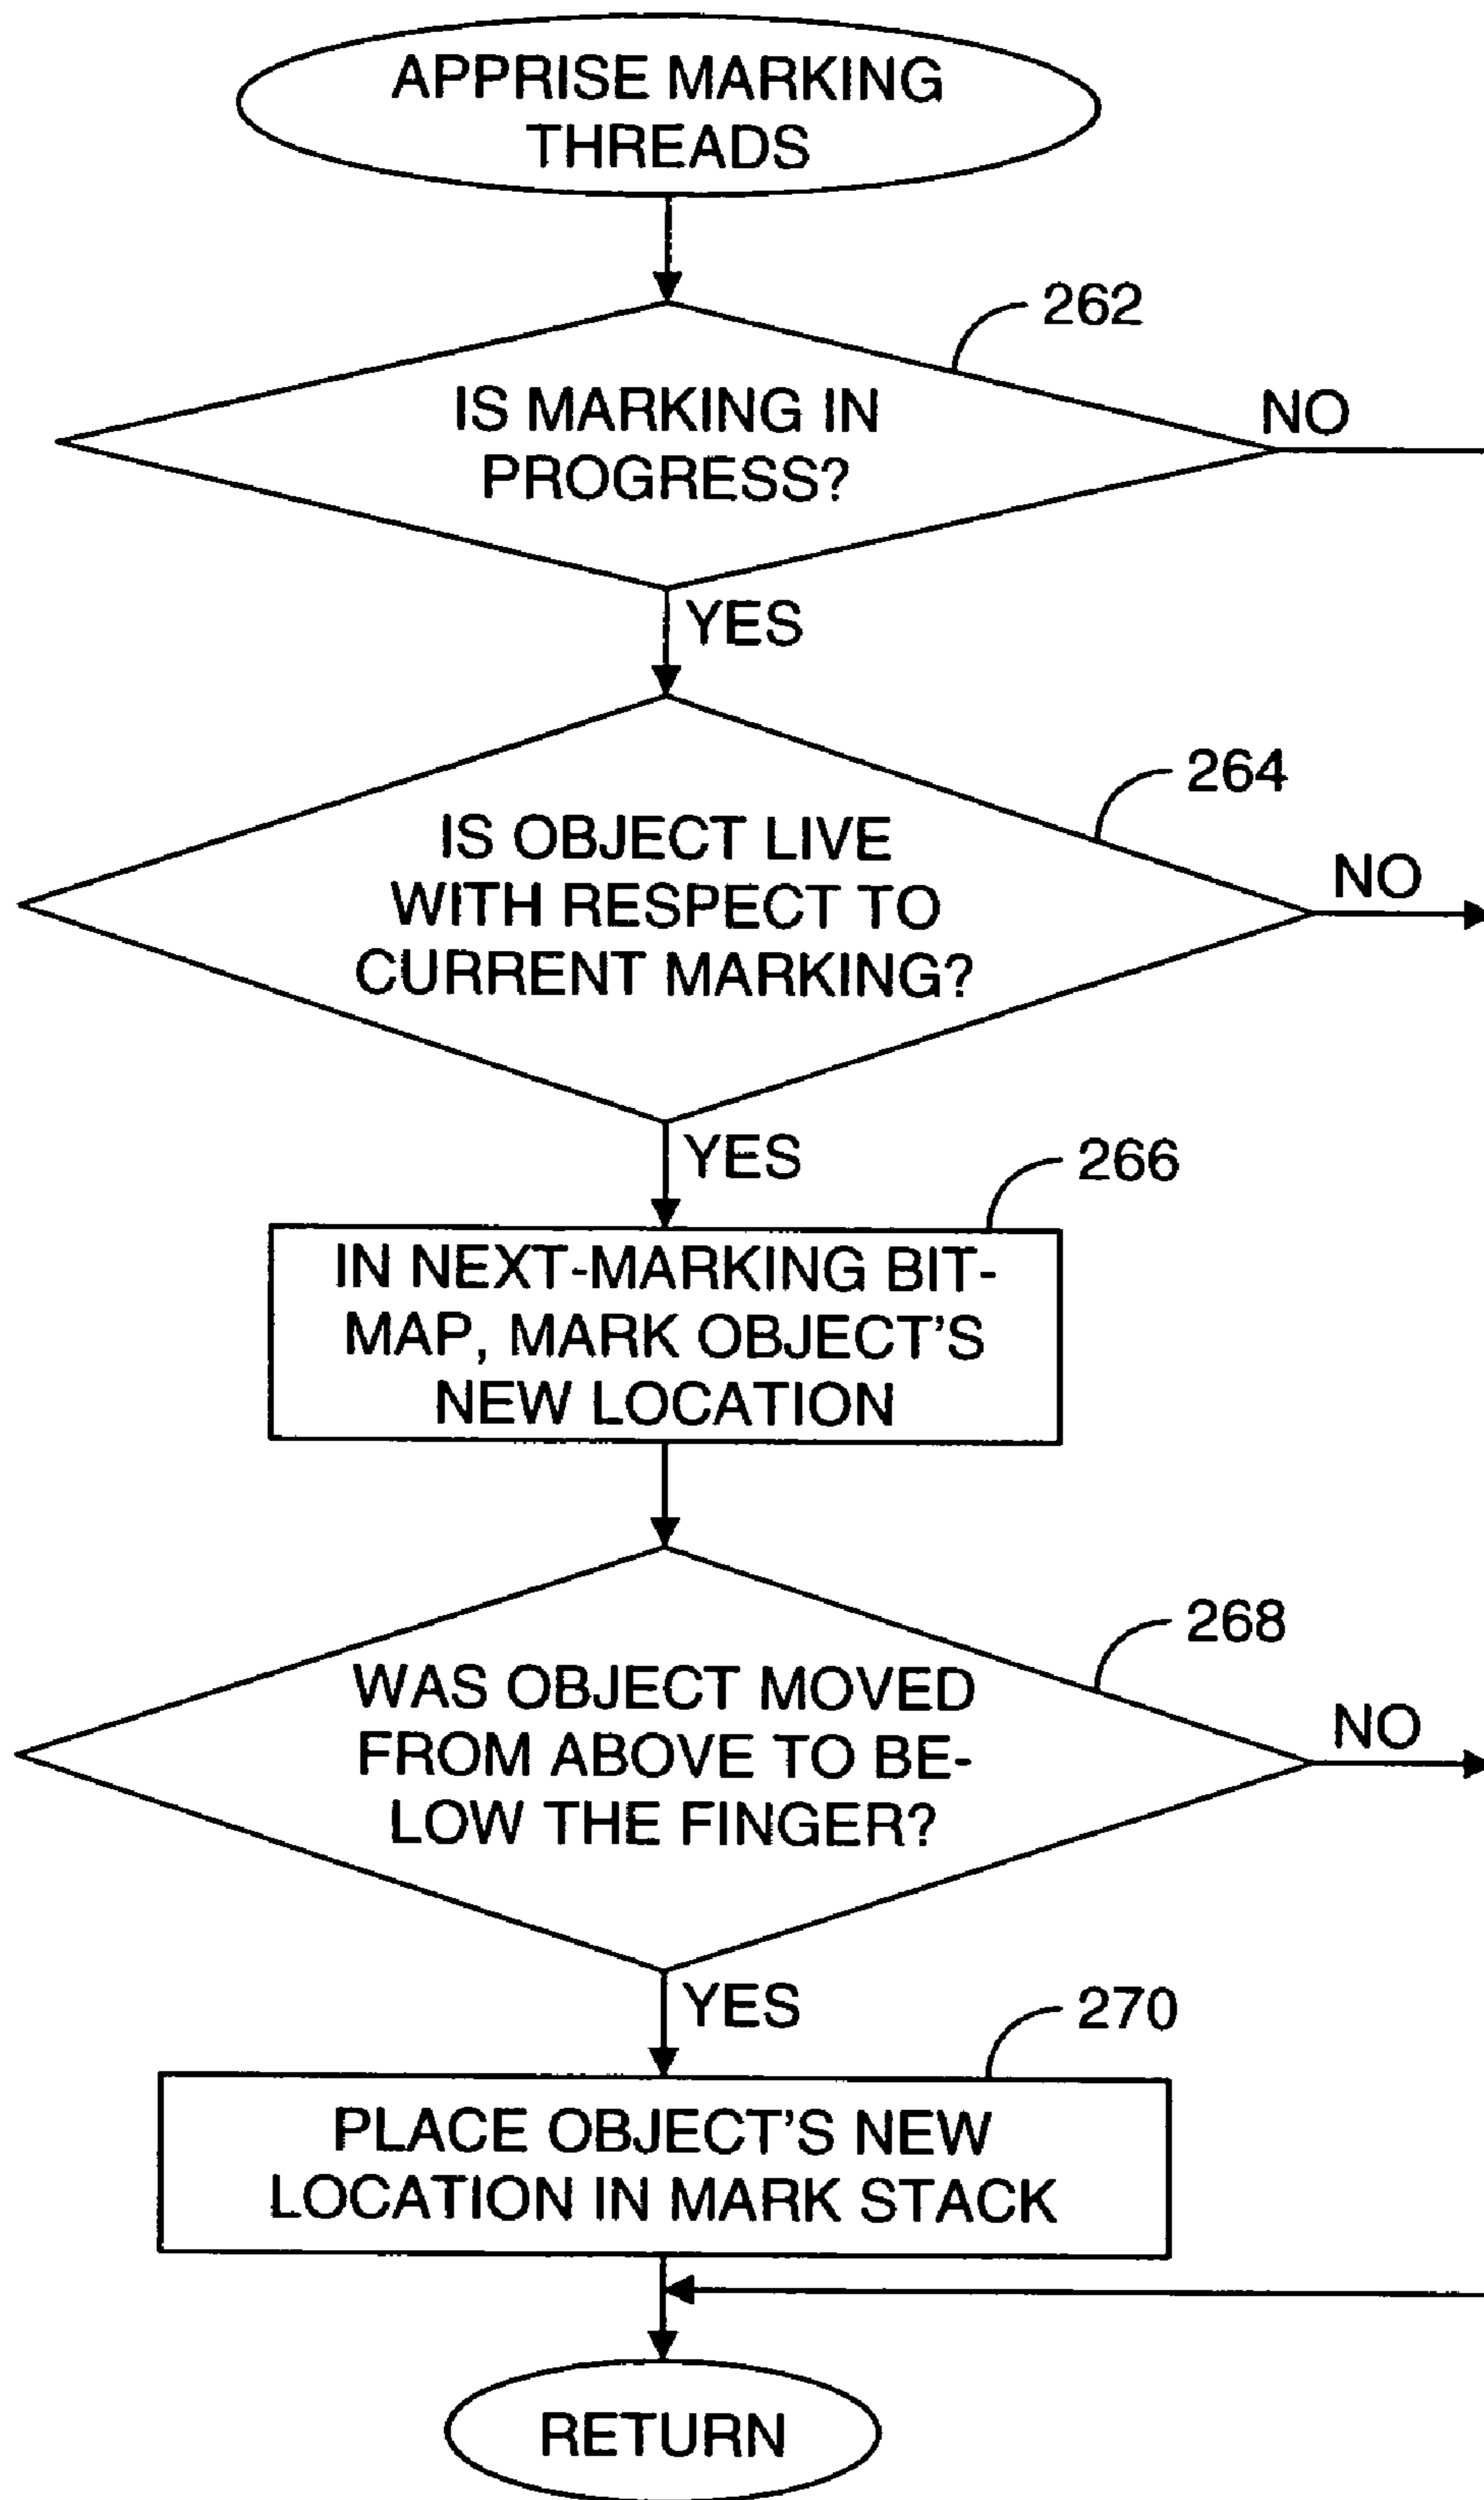 APPRISE MARKING
THREADS
262
IS MARKING IN
PROGRESS?
NO
YES
264
IS OBJECT LIVE
WITH RESPECT TO
CURRENT MARKING?
NO
YES
266
IN NEXT-MARKING BIT-
MAP, MARK OBJECT'S
NEW LOCATION
268
WAS OBJECT MOVED
FROM ABOVE TO BE-
LOW THE FINGER?
NO
YES
270
PLACE OBJECT'S NEW
LOCATION IN MARK STACK
RETURN